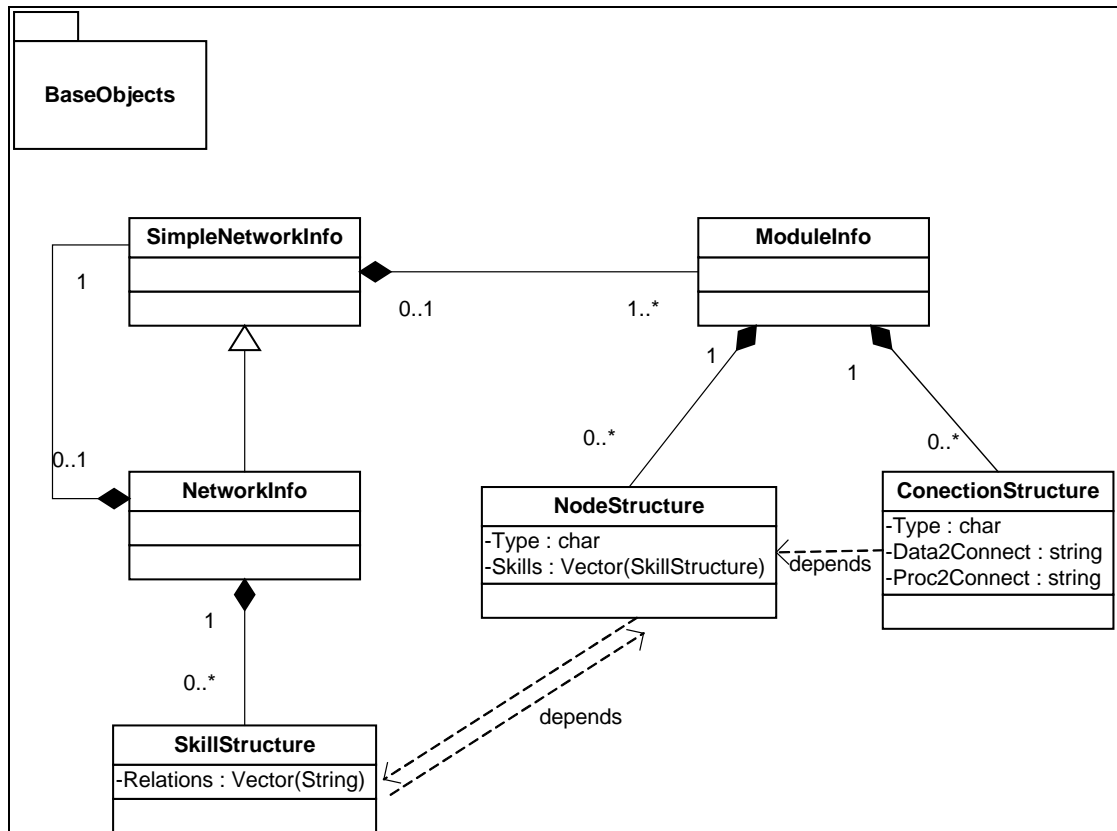 BaseObjects
SimpleNetworkInfo
ModuleInfo
1
0..1
1..*
1
1
0..1
0..*
0..*
NetworkInfo
NodeStructure
-Type : char
-Skills : Vector(SkillStructure)
ConectionStructure
-Type : char
-Data2Connect : string
-Proc2Connect : string
depends
1
0..*
depends
SkillStructure
-Relations : Vector(String)